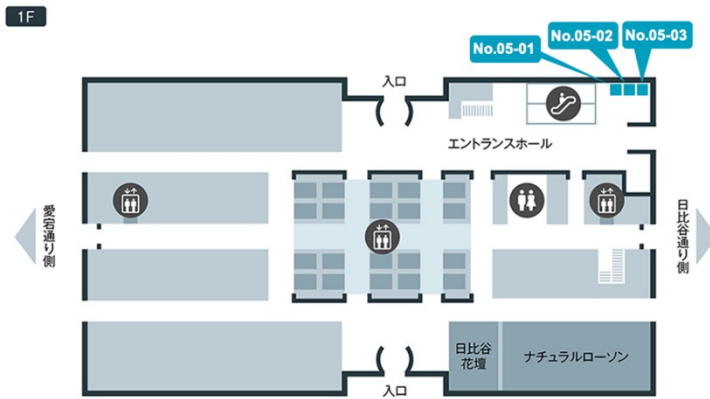 1F
No.05-01
No.05-02
No.05-03
入口
エントランスホール
愛宕通り側
日比谷通り側
日比谷
花壇
ナチュラルローソン
入口